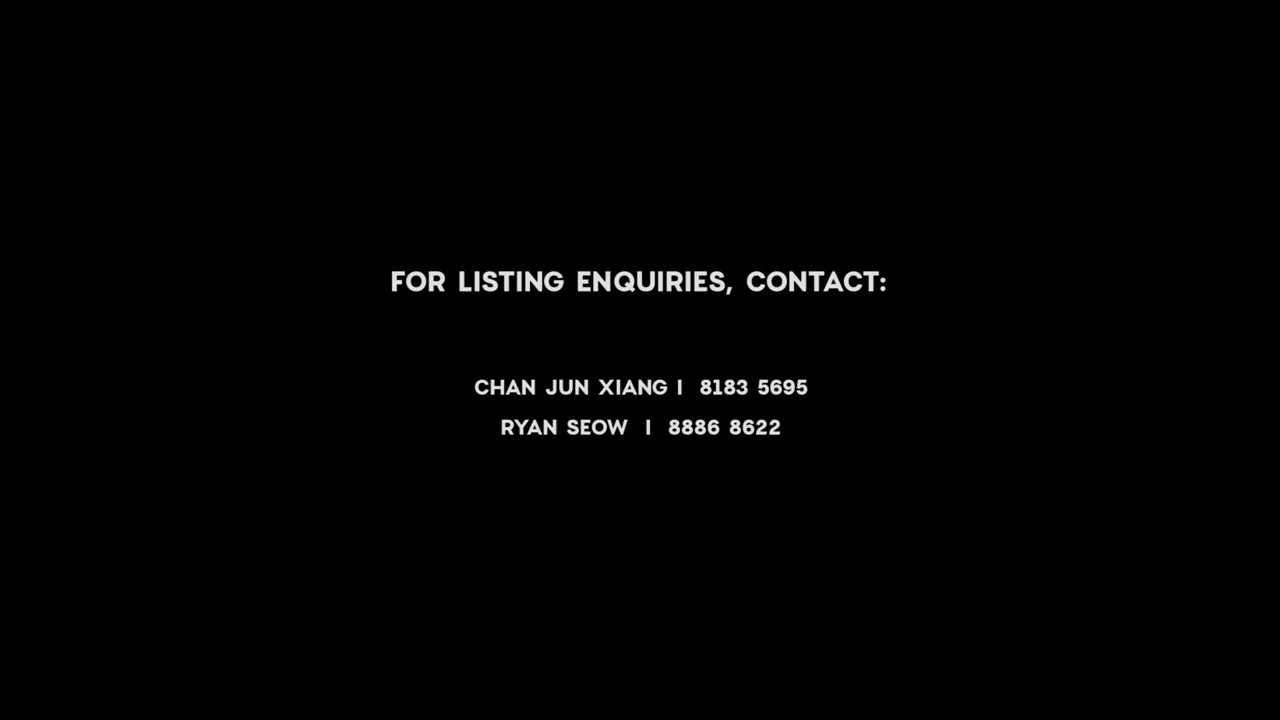 FOR LISTING ENQUIRIES, CONTACT:
CHAN JUN XIANG I 8183 5695
RYAN SEOW I 8886 8622